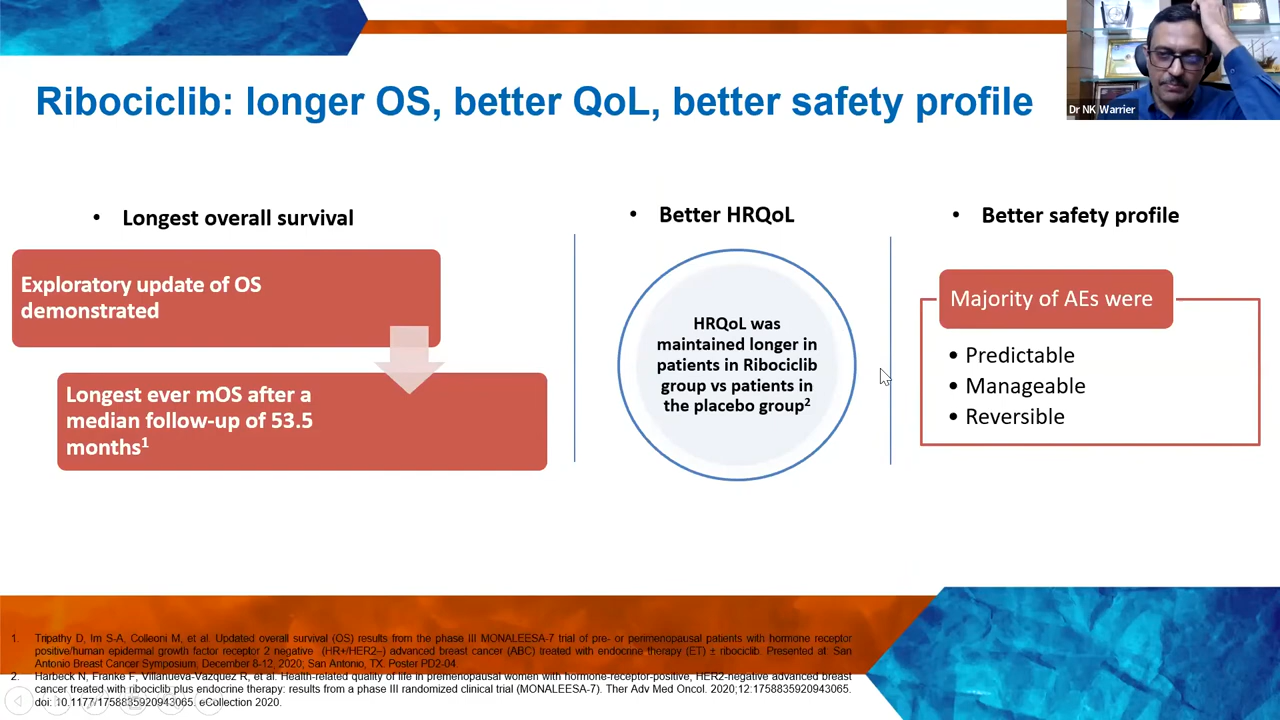 Ribociclib: longer OS, better QoL, better safety profile
Dr NK Warrier
• Longest overall survival
Exploratory update of OS
demonstrated
Longest ever mOS after a
median follow-up of 53.5
months¹
• Better HRQoL
HRQoL was
maintained longer in
patients in Ribociclib
group vs patients in
the placebo group²
• Better safety profile
Majority of AEs were
• Predictable
• Manageable
• Reversible
1. Tripathy D, Im S-A, Colleoni M, et al. Updated overall survival (OS) results from the phase III MONALEESA-7 trial of pre- or perimenopausal patients with hormone receptor
positive/human epidermal growth factor receptor 2 negative (HR+/HER2–) advanced breast cancer (ABC) treated with endocrine therapy (ET) ± ribociclib. Presented at: San
Antonio Breast Cancer Symposium, December 8-12, 2020; San Antonio, TX. Poster PD2-04.
2. Harbeck N, Franke F, Villanueva-Vazquez R, et al. Health-related quality of life in premenopausal women with hormone-receptor-positive, HER2-negative advanced breast
cancer treated with ribociclib plus endocrine therapy: results from a phase III randomized clinical trial (MONALEESA-7). Ther Adv Med Oncol. 2020;12:1758835920943065.
doi: 10.1177/1758835920943065. eCollection 2020.